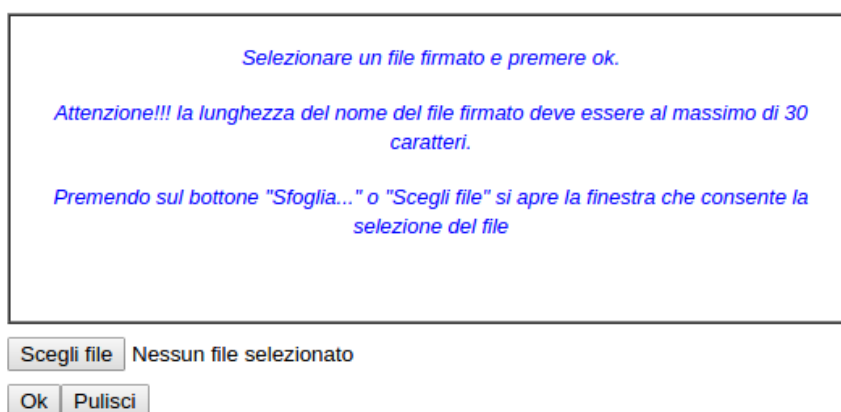 Selezionare un file firmato e premere ok.
Attenzione!!! la lunghezza del nome del file firmato deve essere al massimo di 30
caratteri.
Premendo sul bottone "Sfoglia..." o "Scegli file" si apre la finestra che consente la
selezione del file
Scegli file Nessun file selezionato
Ok Pulisci